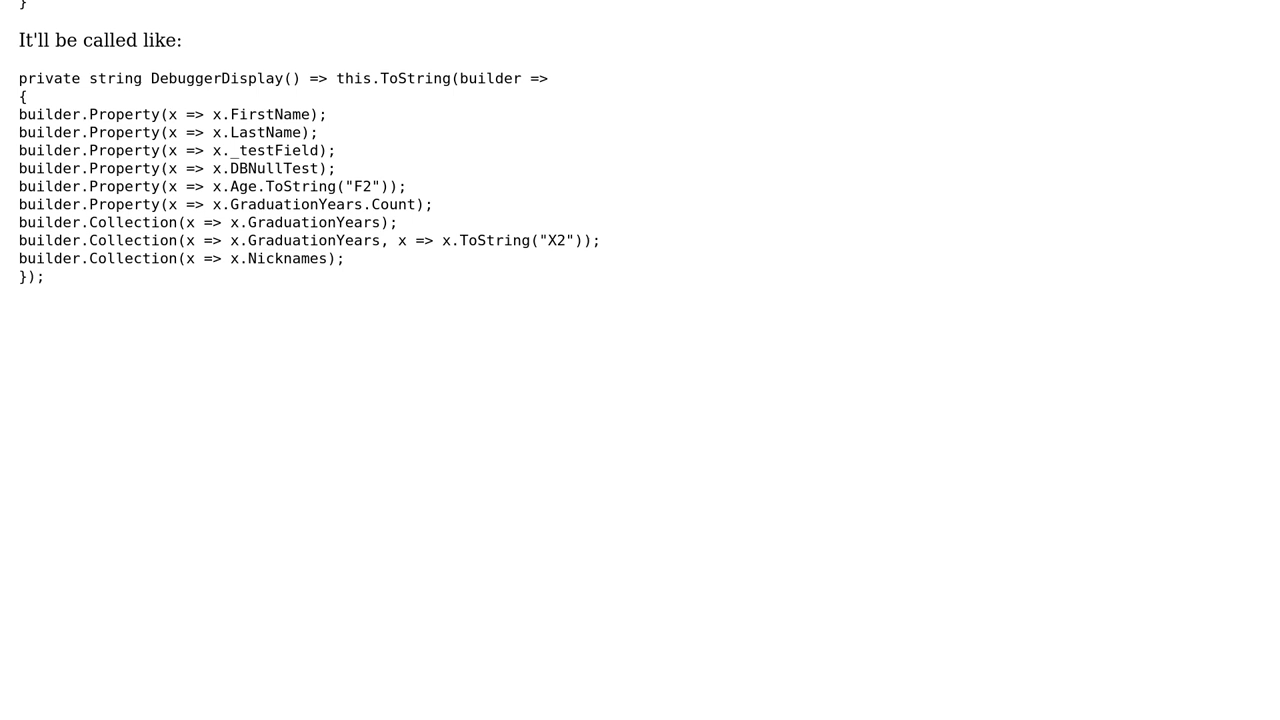 }
It'll be called like:
private string DebuggerDisplay() => this.ToString(builder =>
{
builder.Property(x => x.FirstName);
builder.Property(x => x.LastName);
builder.Property(x => x._testField);
builder.Property(x => x.DBNullTest);
builder.Property(x => x.Age.ToString("F2"));
builder.Property(x => x.GraduationYears.Count);
builder.Collection(x => x.GraduationYears);
builder.Collection(x => x.GraduationYears, x => x.ToString("X2"));
builder.Collection(x => x.Nicknames);
});